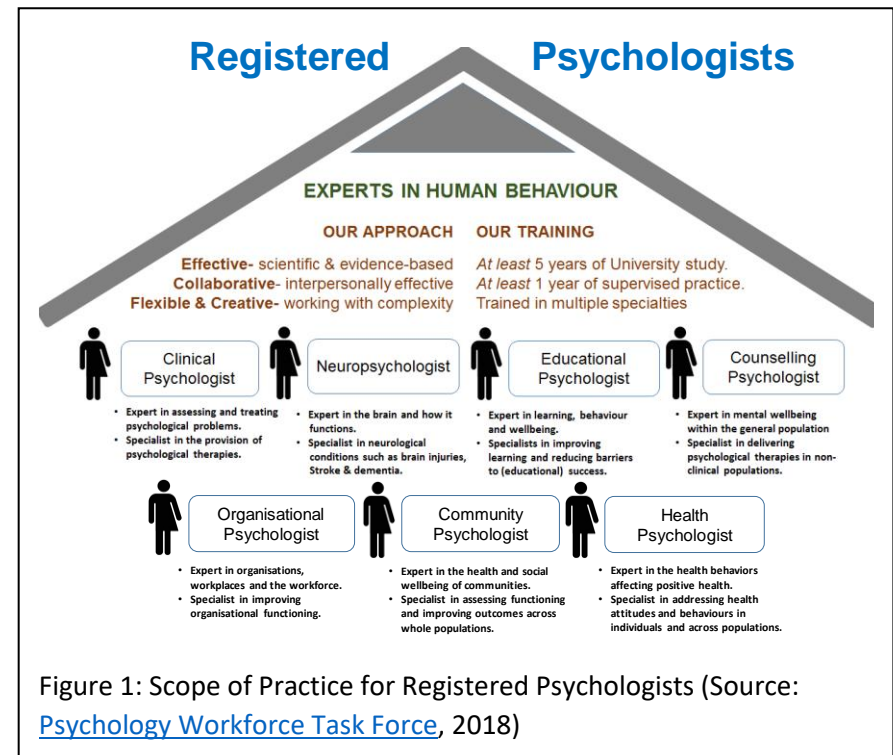 Registered Psychologists
EXPERTS IN HUMAN BEHAVIOUR
OUR APPROACH
Effective- scientific & evidence-based
Collaborative- interpersonally effective
Flexible & Creative- working with complexity
OUR TRAINING
At least 5 years of University study.
At least 1 year of supervised practice.
Trained in multiple specialties
Clinical
Psychologist
• Expert in assessing and treating
psychological problems.
• Specialist in the provision of
psychological therapies.
Neuropsychologist
• Expert in the brain and how it
functions.
• Specialist in neurological
conditions such as brain injuries,
Stroke & dementia.
Educational
Psychologist
• Expert in learning, behaviour
and wellbeing.
• Specialists in improving
learning and reducing barriers
to (educational) success.
Counselling
Psychologist
• Expert in mental wellbeing
within the general population
• Specialist in delivering
psychological therapies in non-
clinical populations.
Organisational
Psychologist
• Expert in organisations,
workplaces and the workforce.
• Specialist in improving
organisational functioning.
Community
Psychologist
• Expert in the health and social
wellbeing of communities.
• Specialist in assessing functioning
and improving outcomes across
whole populations.
Health
Psychologist
• Expert in the health behaviors
affecting positive health.
• Specialist in addressing health
attitudes and behaviours in
individuals and across populations.
Figure 1: Scope of Practice for Registered Psychologists (Source:
Psychology Workforce Task Force, 2018)